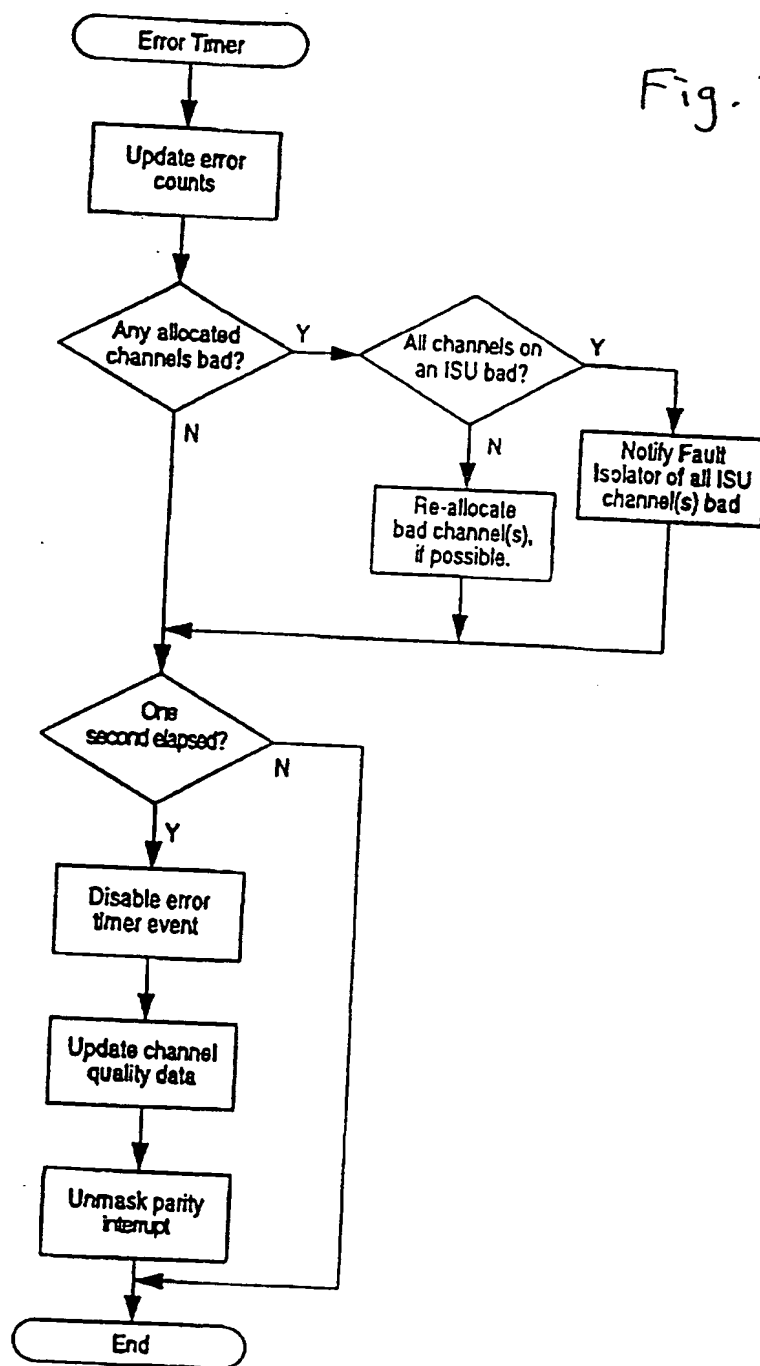 Error Timer
Fig.
Update error
counts
Any allocated
channels bad?
Y
All channels on
an ISU bad?
Y
N
N
Notify Fault
Isolator of all ISU
channel(s) bad
Re-allocate
bad channel(s),
if possible.
One
second elapsed?
N
Y
Disable error
timer event
Update channel
quality data
Unmask parity
interrupt
End